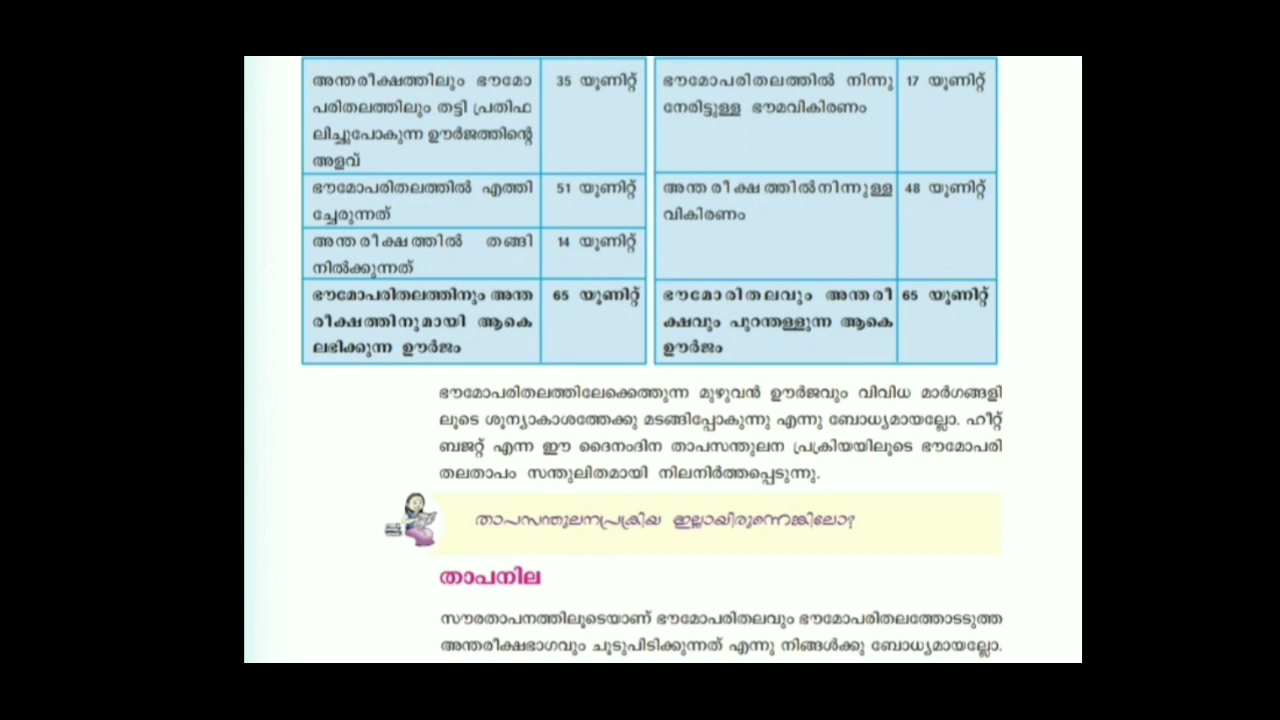 അന്തരീക്ഷത്തിലും ഭൗമോ
പരിതലത്തിലും തട്ടി പ്രതിഫ
ലിച്ചുപോകുന്ന ഊർജത്തിന്റെ
അളവ്
35 യൂണിറ്റ്
ഭൗമോപരിതലത്തിൽ നിന്നു
നേരിട്ടുള്ള ഭൗമവികിരണം
17 യൂണിറ്റ്
ഭൗമോപരിതലത്തിൽ എത്തി
ച്ചേരുന്നത്
51 യൂണിറ്റ്
അന്തരീക്ഷത്തിൽനിന്നുള്ള
വികിരണം
48 യൂണിറ്റ്
അന്തരീക്ഷത്തിൽ തങ്ങി
നിൽക്കുന്നത്
14 യൂണിറ്റ്
ഭൗമോപരിതലത്തിനും അന്ത
രീക്ഷത്തിനുമായി ആകെ
ലഭിക്കുന്ന ഊർജം
65 യൂണിറ്റ്
ഭൗമോരിതലവും അന്തരീ
ക്ഷവും പുറന്തള്ളുന്ന ആകെ
ഊർജം
65 യൂണിറ്റ്
ഭൗമോപരിതലത്തിലേക്കെത്തുന്ന മുഴുവൻ ഊർജവും വിവിധ മാർഗങ്ങളി
ലൂടെ ശൂന്യാകാശത്തേക്കു മടങ്ങിപ്പോകുന്നു എന്നു ബോധ്യമായല്ലോ. ഹീറ്റ്
ബജറ്റ് എന്ന ഈ ദൈനംദിന താപസന്തുലന പ്രക്രിയയിലൂടെ ഭൗമോപരി
തലതാപം സന്തുലിതമായി നിലനിർത്തപ്പെടുന്നു.
താപസന്തുലനപ്രക്രിയ ഇല്ലായിരുന്നെങ്കിലോ?
താപനില
സൗരതാപനത്തിലൂടെയാണ് ഭൗമോപരിതലവും ഭൗമോപരിതലത്തോടടുത്ത
അന്തരീക്ഷഭാഗവും ചൂടുപിടിക്കുന്നത് എന്നു നിങ്ങൾക്കു ബോധ്യമായല്ലോ.